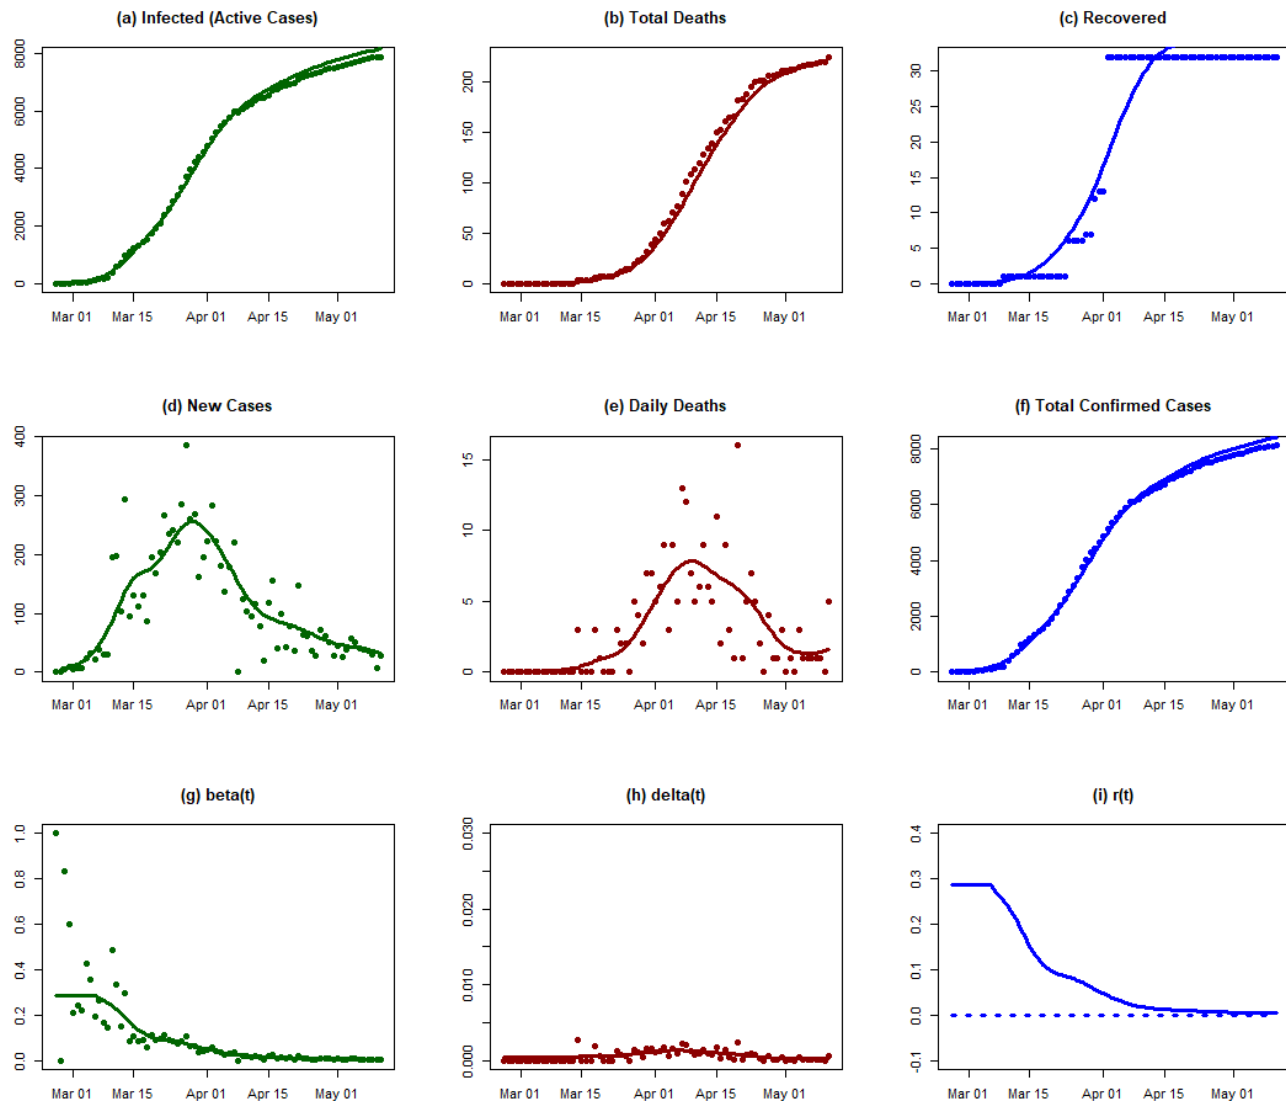 (a) Infected (Active Cases)
8000
6000
4000
2000
0
Mar 01 Mar 15 Apr 01 Apr 15 May 01
(b) Total Deaths
200
150
100
50
0
Mar 01 Mar 15 Apr 01 Apr 15 May 01
(c) Recovered
30
25
20
15
10
5
0
Mar 01 Mar 15 Apr 01 Apr 15 May 01
(d) New Cases
400
300
200
100
0
Mar 01 Mar 15 Apr 01 Apr 15 May 01
(e) Daily Deaths
15
10
5
0
Mar 01 Mar 15 Apr 01 Apr 15 May 01
(f) Total Confirmed Cases
8000
6000
4000
2000
0
Mar 01 Mar 15 Apr 01 Apr 15 May 01
(g) beta(t)
1.0
0.8
0.6
0.4
0.2
0.0
Mar 01 Mar 15 Apr 01 Apr 15 May 01
(h) delta(t)
0.030
0.020
0.010
0.000
Mar 01 Mar 15 Apr 01 Apr 15 May 01
(i) r(t)
0.4
0.3
0.2
0.1
0.0
-0.1
Mar 01 Mar 15 Apr 01 Apr 15 May 01